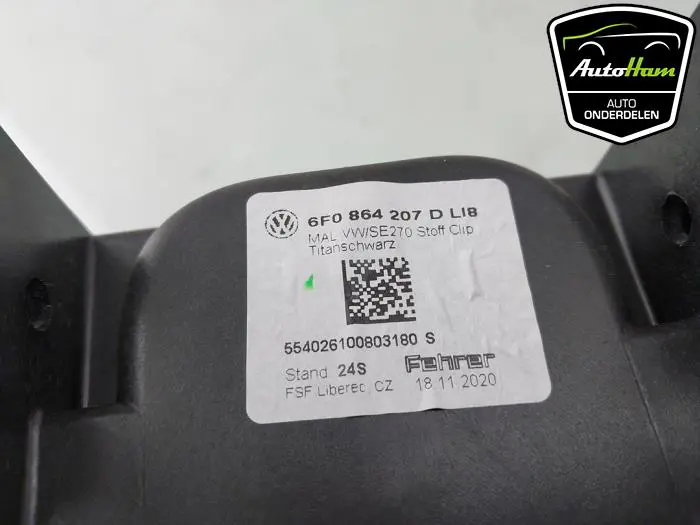 AutoHam
AUTO
ONDERDELEN
6F0 864 207 D LI8
MAL VW/SE270 Stoff Clip
Titanschwarz
554026100803180 S
Stand 24S
Fehrer
FSF Liberec, CZ
18.11.2020